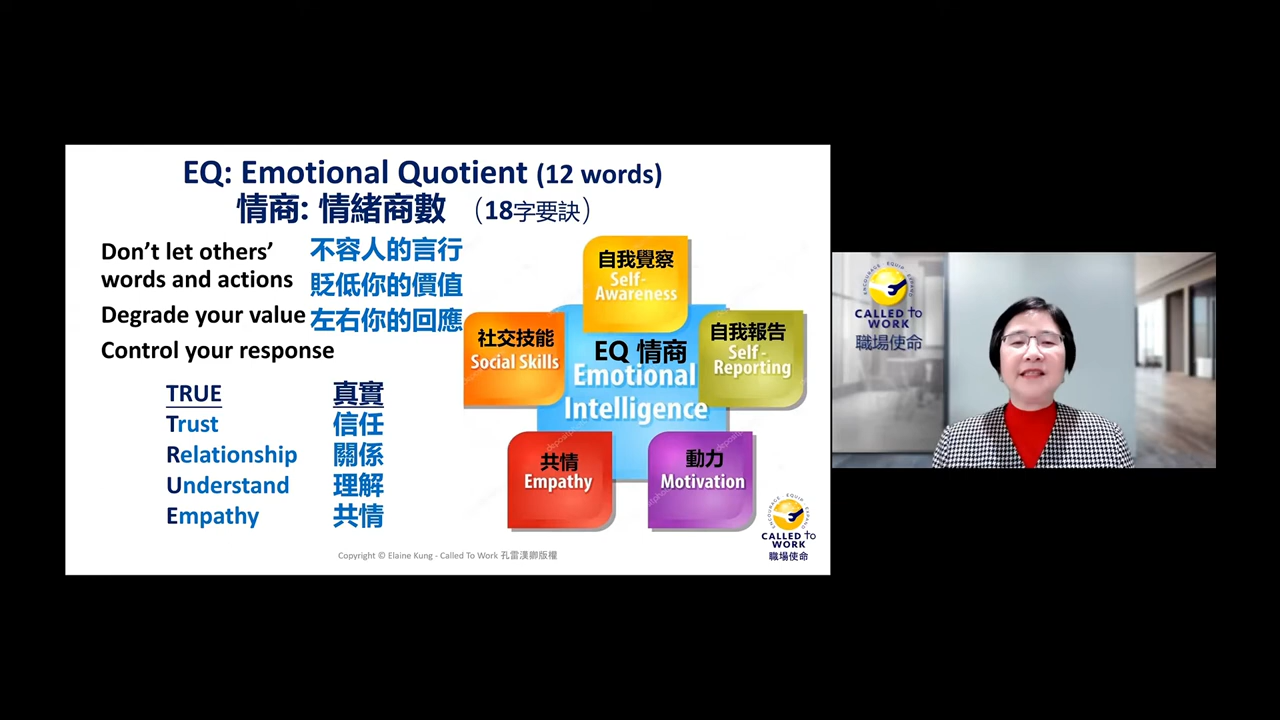 EQ: Emotional Quotient (12 words)
情商: 情緒商數 （18字要訣）
Don’t let others’
words and actions
Degrade your value
Control your response
不容人的言行
貶低你的價值
左右你的回應
TRUE 真實
Trust 信任
Relationship 關係
Understand 理解
Empathy 共情
自我覺察
Self-
Awareness
社交技能
Social Skills
EQ 情商
Emotional
Intelligence
自我報告
Self-
Reporting
共情
Empathy
動力
Motivation
Copyright © Elaine Kung - Called To Work 孔雷漢卿版權
ENCOURAGE EQUIP EXPAND
CALLED to
WORK
職場使命
ENCOURAGE EQUIP EXPAND
CALLED to
WORK
職場使命